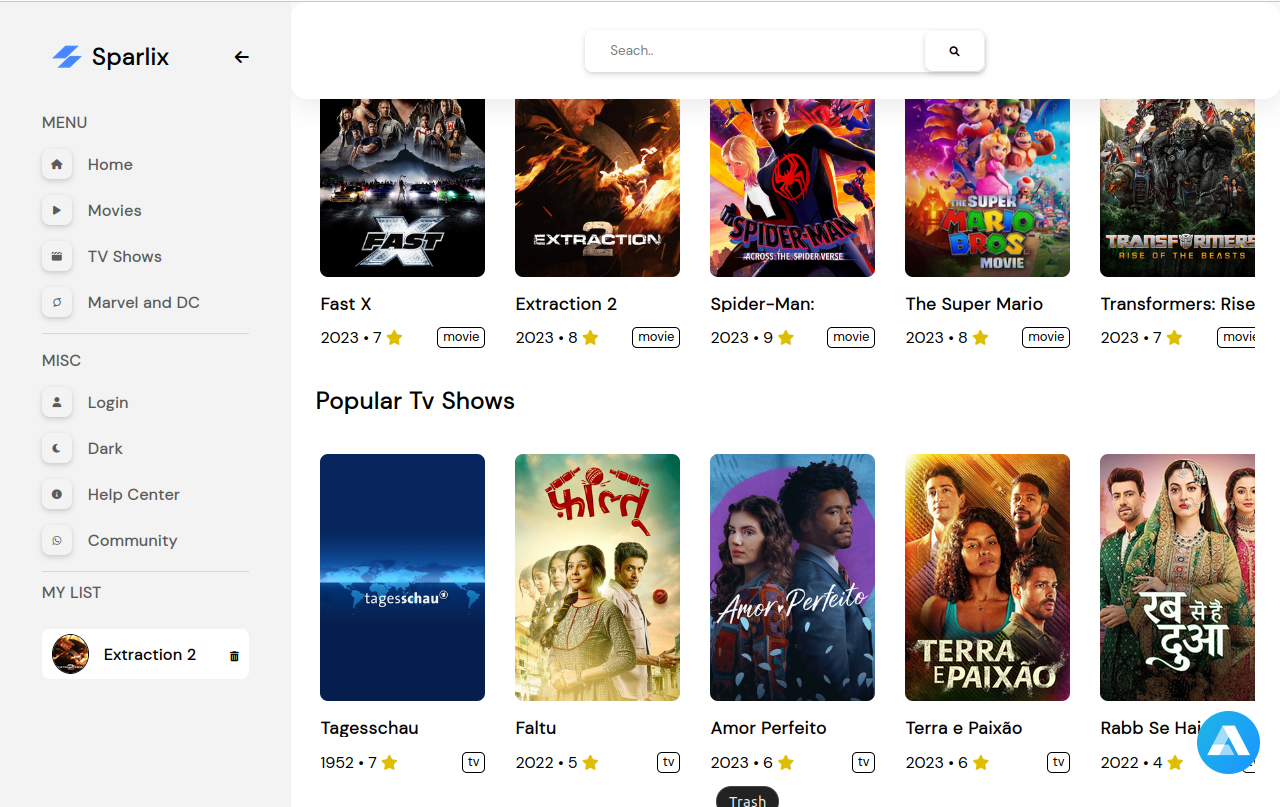 Sparlix
Seach..
MENU
Home
Movies
TV Shows
Marvel and DC
MISC
Login
Dark
Help Center
Community
MY LIST
Extraction 2
FAST X
2
EXTRACTION
SPIDER-MAN
ACROSS THE SPIDER-VERSE
THE SUPER
MARIO
BROS.
MOVIE
TRANSFORMERS
RISE OF THE BEASTS
Fast X
Extraction 2
Spider-Man:
The Super Mario
Transformers: Rise
2023 • 7
movie
2023 • 8
movie
2023 • 9
movie
2023 • 8
movie
2023 • 7
movie
Popular Tv Shows
tagesschau
फालतू
Amor Perfeito
TERRA
E PAIXÃO
रब से है
दुआ
Tagesschau
Faltu
Amor Perfeito
Terra e Paixão
Rabb Se Hai
1952 • 7
tv
2022 • 5
tv
2023 • 6
tv
2023 • 6
tv
2022 • 4
Trash